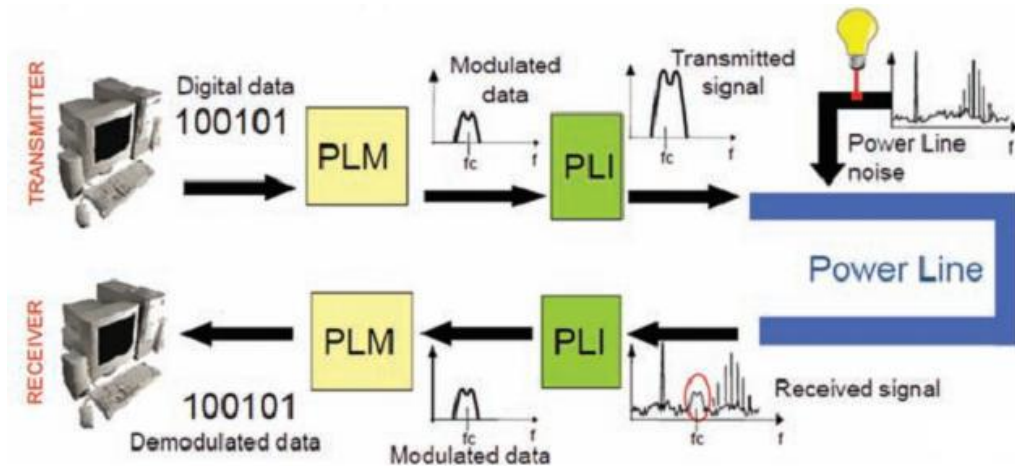 TRANSMITTER
Digital data
100101
PLM
Modulated
data
fc
f
PLI
Transmitted
signal
fc
f
Power Line
noise
f
Power Line
RECEIVER
100101
Demodulated data
PLM
Modulated data
fc
f
PLI
Received signal
fc
f